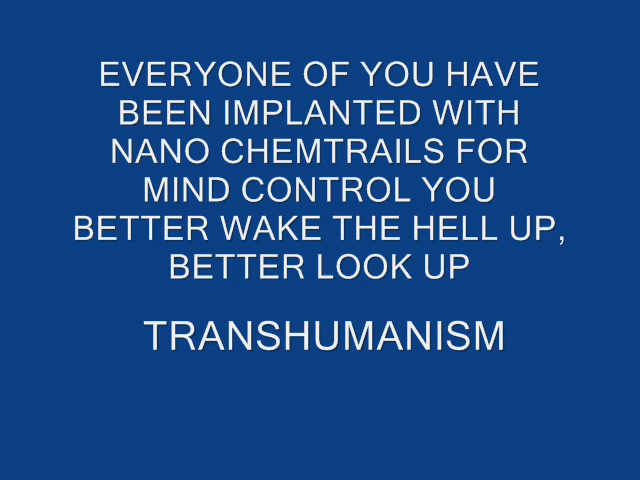 EVERYONE OF YOU HAVE
BEEN IMPLANTED WITH
NANO CHEMTRAILS FOR
MIND CONTROL YOU
BETTER WAKE THE HELL UP,
BETTER LOOK UP
TRANSHUMANISM